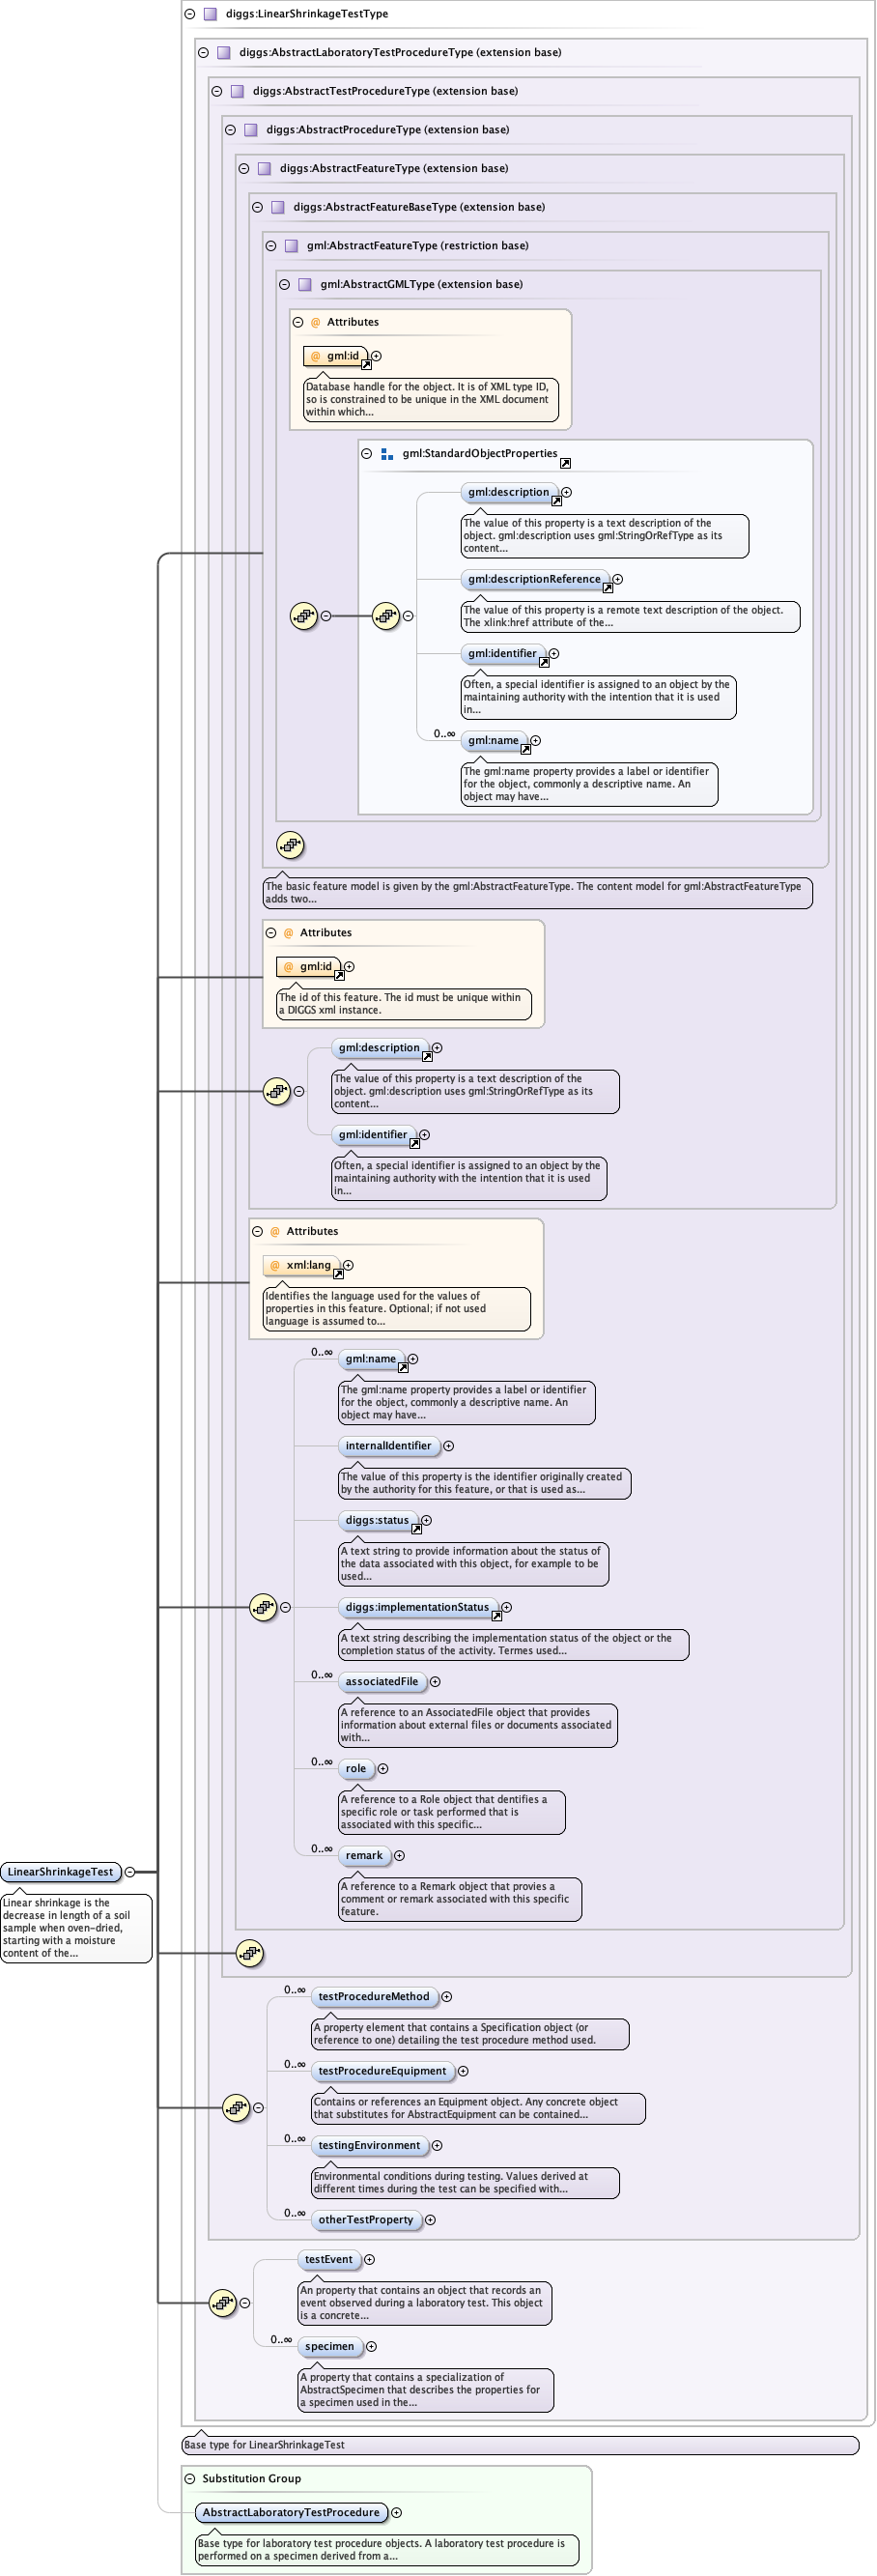 diggs:LinearShrinkageTestType
diggs:AbstractLaboratoryTestProcedureType (extension base)
diggs:AbstractTestProcedureType (extension base)
diggs:AbstractProcedureType (extension base)
diggs:AbstractFeatureType (extension base)
diggs:AbstractFeatureBaseType (extension base)
gml:AbstractFeatureType (restriction base)
gml:AbstractGMLType (extension base)
@ Attributes
@ gml:id
Database handle for the object. It is of XML type ID,
so is constrained to be unique in the XML document
within which...
gml:StandardObjectProperties
gml:description
The value of this property is a text description of the
object. gml:description uses gml:StringOrRefType as its
content...
gml:descriptionReference
The value of this property is a remote text description of the object.
The xlink:href attribute of the...
gml:identifier
Often, a special identifier is assigned to an object by the
maintaining authority with the intention that it is used
in...
0..∞ gml:name
The gml:name property provides a label or identifier
for the object, commonly a descriptive name. An
object may have...
The basic feature model is given by the gml:AbstractFeatureType. The content model for gml:AbstractFeatureType
adds two...
@ Attributes
@ gml:id
The id of this feature. The id must be unique within
a DIGGS xml instance.
gml:description
The value of this property is a text description of the
object. gml:description uses gml:StringOrRefType as its
content...
gml:identifier
Often, a special identifier is assigned to an object by the
maintaining authority with the intention that it is used
in...
@ Attributes
@ xml:lang
Identifies the language used for the values of
properties in this feature. Optional; if not used
language is assumed to...
0..∞ gml:name
The gml:name property provides a label or identifier
for the object, commonly a descriptive name. An
object may have...
internalIdentifier
The value of this property is the identifier originally created
by the authority for this feature, or that is used as...
diggs:status
A text string to provide information about the status of
the data associated with this object, for example to be
used...
diggs:implementationStatus
A text string describing the implementation status of the object or the
completion status of the activity. Termes used...
0..∞ associatedFile
A reference to an AssociatedFile object that provides
information about external files or documents associated
with...
0..∞ role
A reference to a Role object that dentifies a
specific role or task performed that is
associated with this specific...
0..∞ remark
A reference to a Remark object that provies a
comment or remark associated with this specific
feature.
LinearShrinkageTest
Linear shrinkage is the
decrease in length of a soil
sample when oven-dried,
starting with a moisture
content of the...
0..∞ testProcedureMethod
A property element that contains a Specification object (or
reference to one) detailing the test procedure method used.
0..∞ testProcedureEquipment
Contains or references an Equipment object. Any concrete object
that substitutes for AbstractEquipment can be contained...
0..∞ testingEnvironment
Environmental conditions during testing. Values derived at
different times during the test can be specified with...
0..∞ otherTestProperty
testEvent
An property that contains an object that records an
event observed during a laboratory test. This object
is a concrete...
0..∞ specimen
A property that contains a specialization of
AbstractSpecimen that describes the properties for
a specimen used in the...
Base type for LinearShrinkageTest
Substitution Group
AbstractLaboratoryTestProcedure
Base type for laboratory test procedure objects. A laboratory test procedure is
performed on a specimen derived from a...